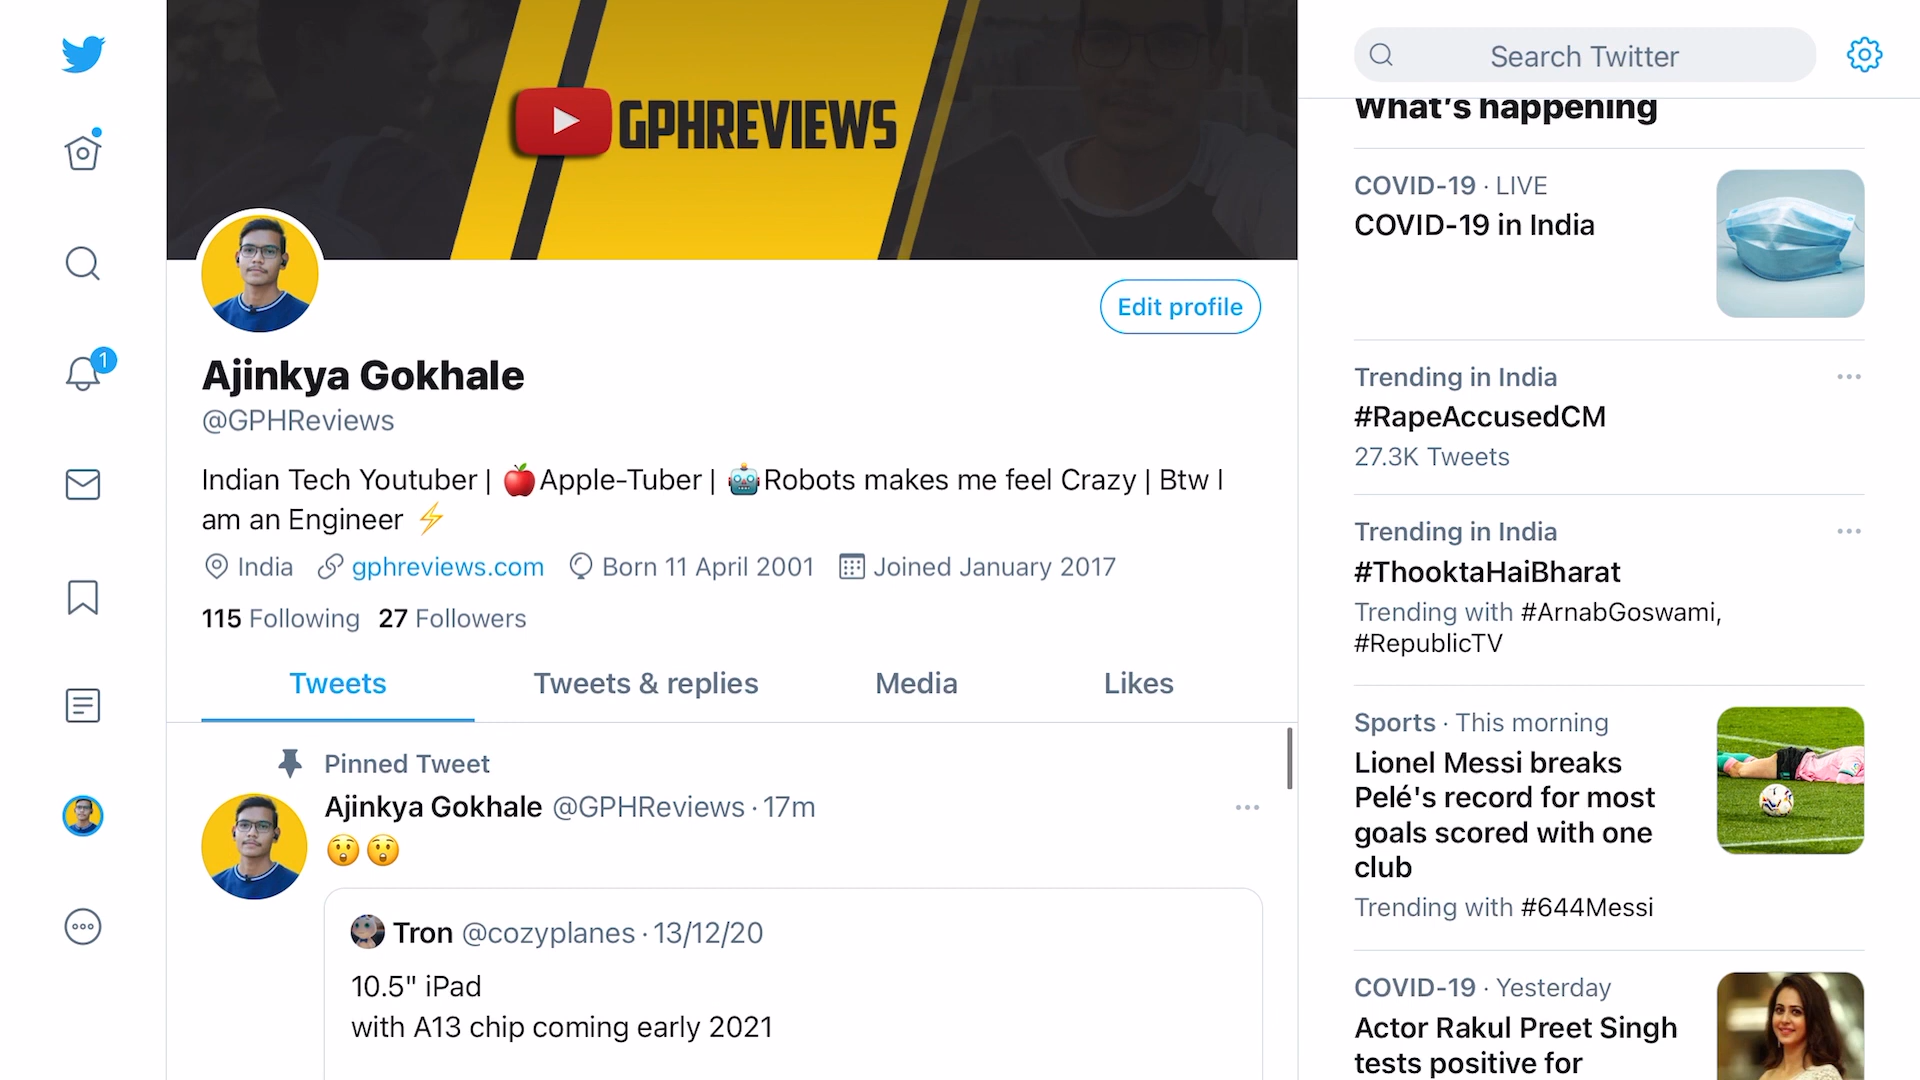 GPHREVIEWS
Edit profile
Ajinkya Gokhale
@GPHReviews
Indian Tech Youtuber | 🍎Apple-Tuber | 🤖Robots makes me feel Crazy | Btw I
am an Engineer ⚡
India gphreviews.com Born 11 April 2001 Joined January 2017
115 Following 27 Followers
Tweets Tweets & replies Media Likes
Pinned Tweet
Ajinkya Gokhale @GPHReviews · 17m
😲😲
Tron @cozyplanes · 13/12/20
10.5" iPad
with A13 chip coming early 2021
1
Search Twitter
What's happening
COVID-19 · LIVE
COVID-19 in India
Trending in India
#RapeAccusedCM
27.3K Tweets
Trending in India
#ThooktaHaiBharat
Trending with #ArnabGoswami,
#RepublicTV
Sports · This morning
Lionel Messi breaks
Pelé's record for most
goals scored with one
club
Trending with #644Messi
COVID-19 · Yesterday
Actor Rakul Preet Singh
tests positive for